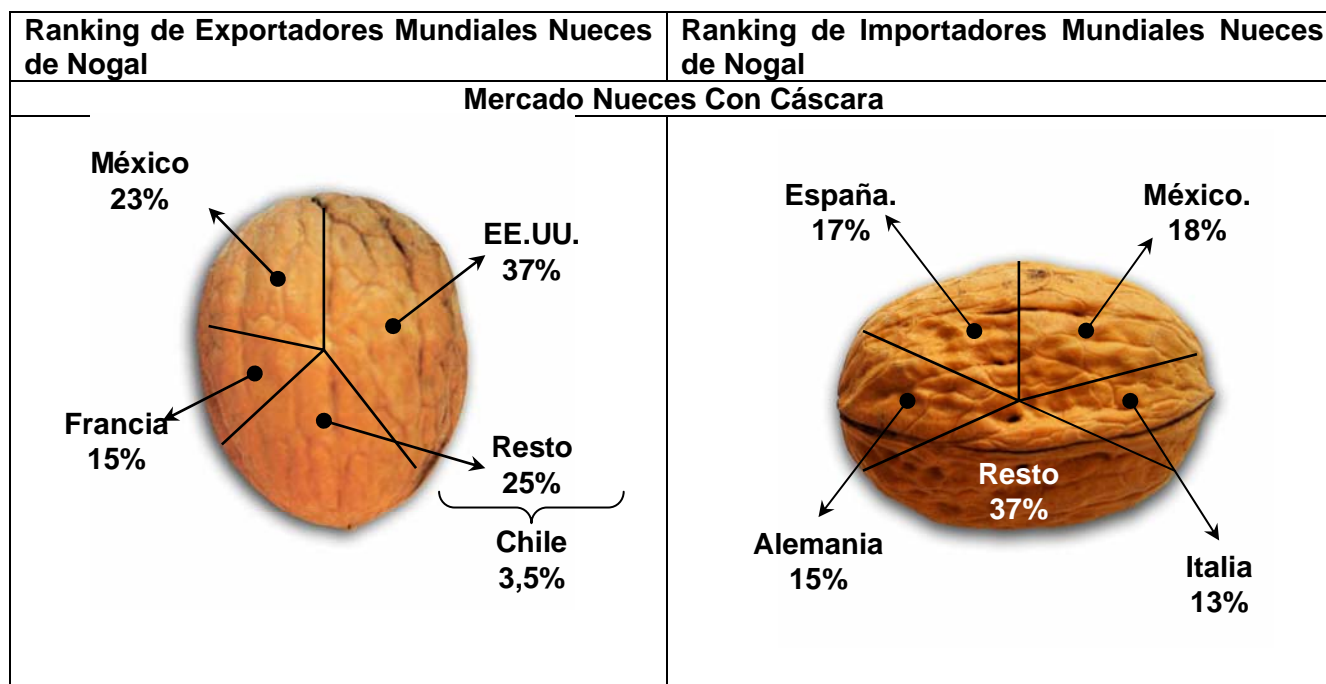 Ranking de Exportadores Mundiales Nueces
de Nogal
Ranking de Importadores Mundiales Nueces
de Nogal
Mercado Nueces Con Cáscara
México
23%
EE.UU.
37%
Francia
15%
Resto
25%
Chile
3,5%
España.
17%
México.
18%
Resto
37%
Alemania
15%
Italia
13%